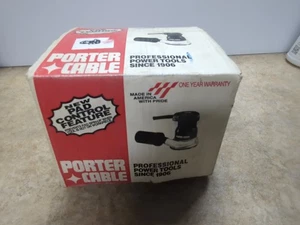 PORTER
CABLE
PROFESSIONAL
POWER TOOLS
SINCE 1906
ONE YEAR WARRANTY
MADE IN
AMERICA
WITH PRIDE
NEW
PAD
CONTROL
FEATURE
PORTER
CABLE
PROFESSIONAL
POWER TOOLS
SINCE 1906